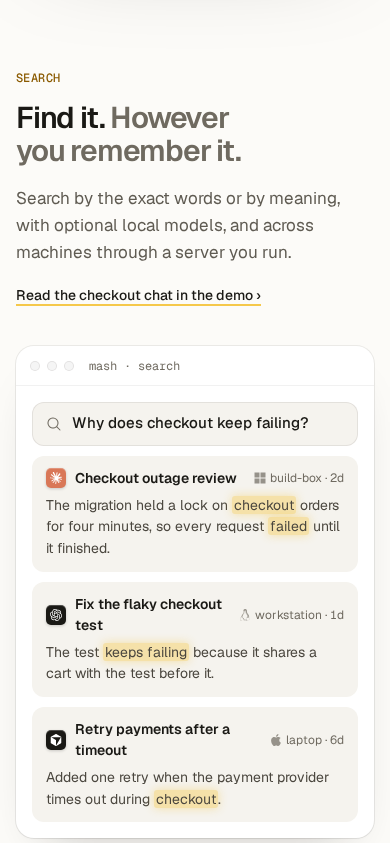 SEARCH
Find it. However
you remember it.
Search by the exact words or by meaning,
with optional local models, and across
machines through a server you run.
Read the checkout chat in the demo ›
mash · search
Why does checkout keep failing?
Checkout outage review build-box · 2d
The migration held a lock on checkout orders
for four minutes, so every request failed until
it finished.
Fix the flaky checkout
test
workstation · 1d
The test keeps failing because it shares a
cart with the test before it.
Retry payments after a
timeout
laptop · 6d
Added one retry when the payment provider
times out during checkout.